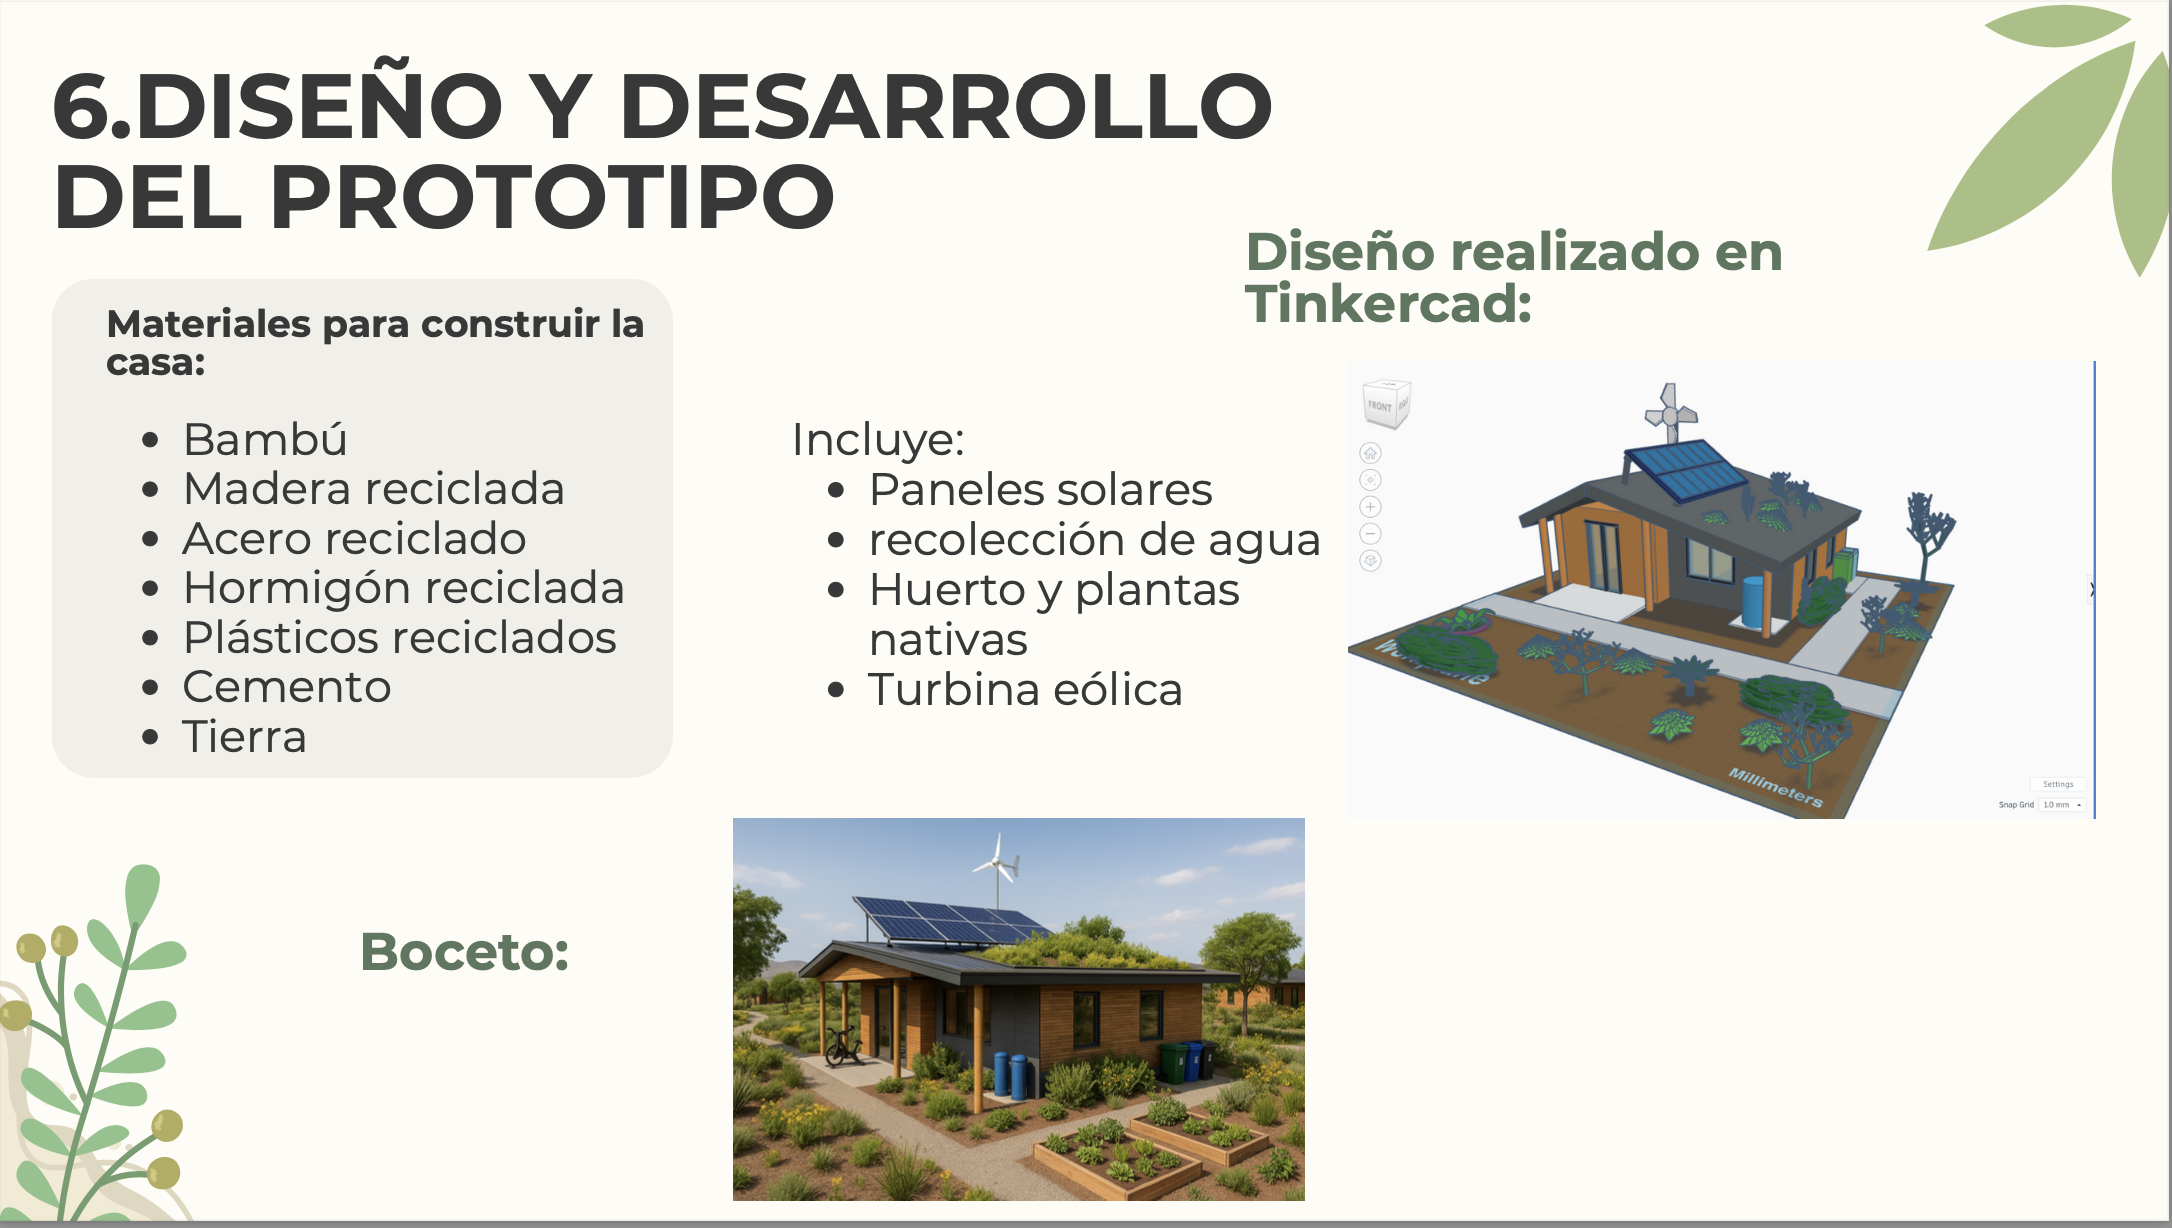 6.DISEÑO Y DESARROLLO
DEL PROTOTIPO
Materiales para construir la
casa:
• Bambú
• Madera reciclada
• Acero reciclado
• Hormigón reciclada
• Plásticos reciclados
• Cemento
• Tierra
Incluye:
• Paneles solares
• recolección de agua
• Huerto y plantas
nativas
• Turbina eólica
Diseño realizado en
Tinkercad:
FRONT
Millimeters
Settings
Snap Grid 1.0 mm
Boceto: